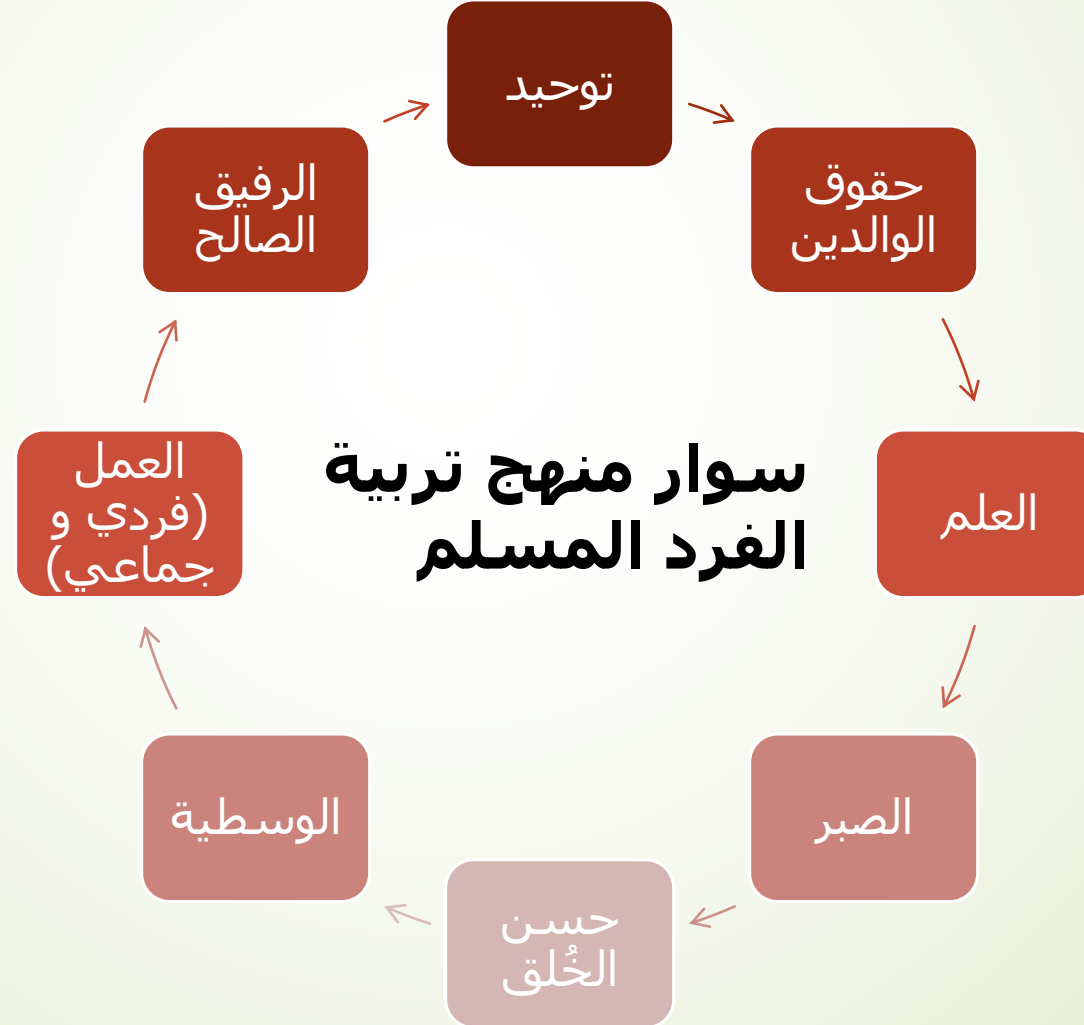 توحيد
حقوق
الوالدين
العلم
الصبر
حسن
الخُلق
الوسطية
العمل
(فردي و
جماعي)
الرفيق
الصالح
سوار منهج تربية
الفرد المسلم